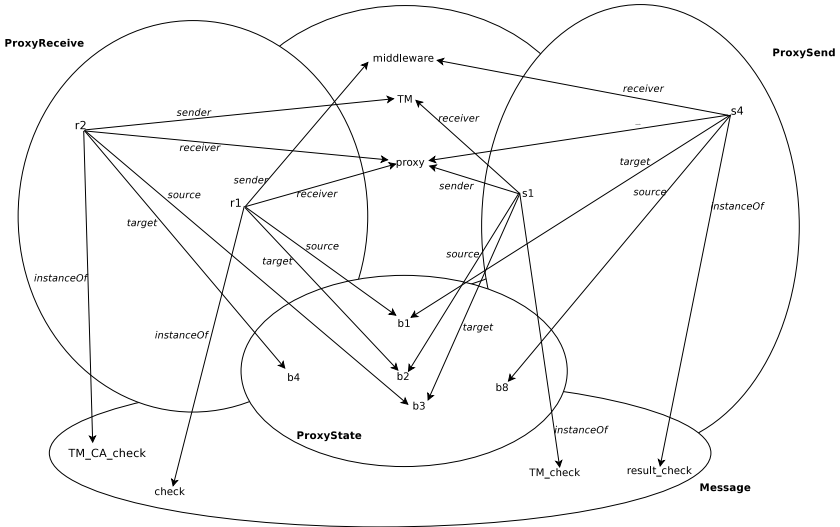 ProxyReceive
ProxySend
middleware
receiver
TM
sender
receiver
s4
r2
receiver
proxy
target
sender
sender
source
receiver
source
s1
r1
instanceOf
target
source
source
target
instanceOf
b1
target
instanceOf
b4
b2
b8
b3
ProxyState
instanceOf
TM_CA_check
TM_check
result_check
check
Message